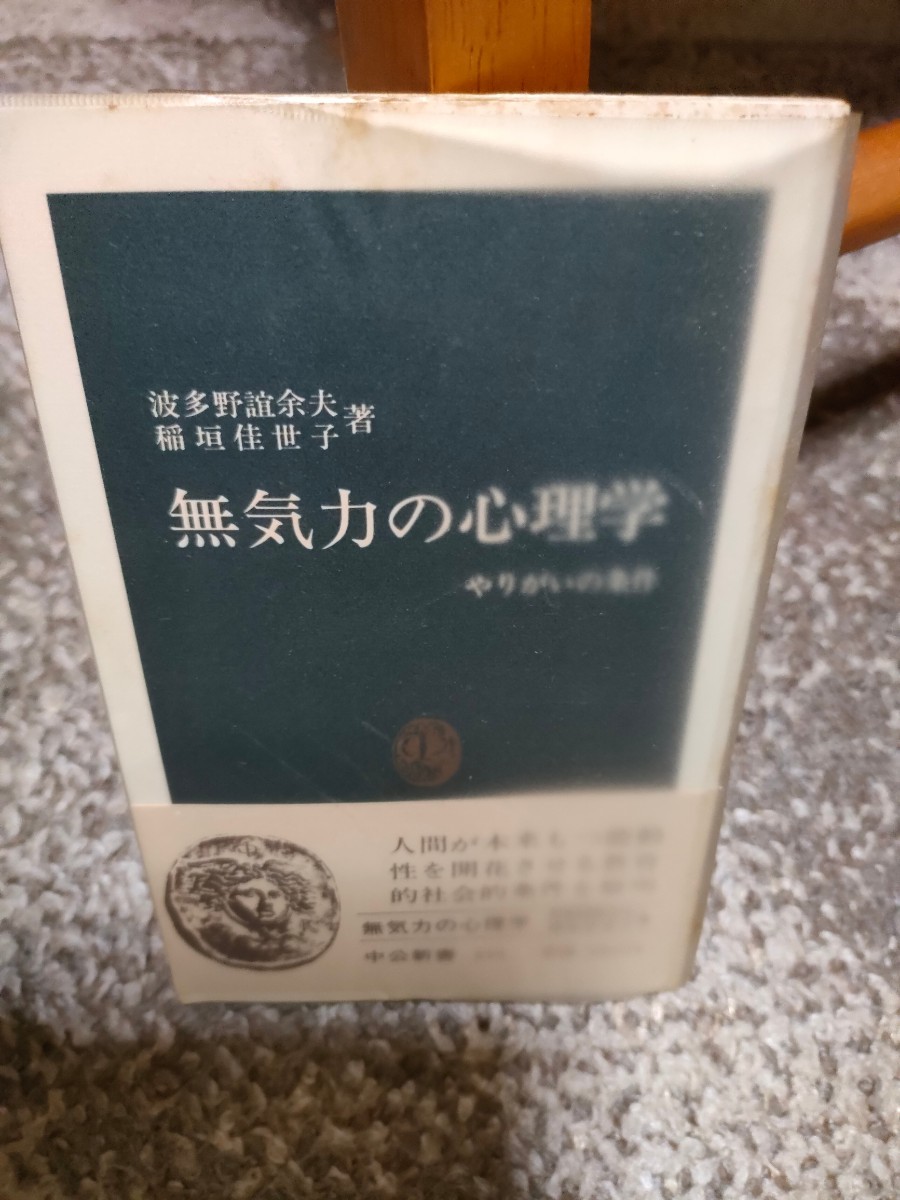 波多野誼余夫
稲垣佳世子
著
無気力の心理学
やりがいの条件
人間が本来もつ
性を開花させる
的社会的条件を
無気力の心理学
中公新書